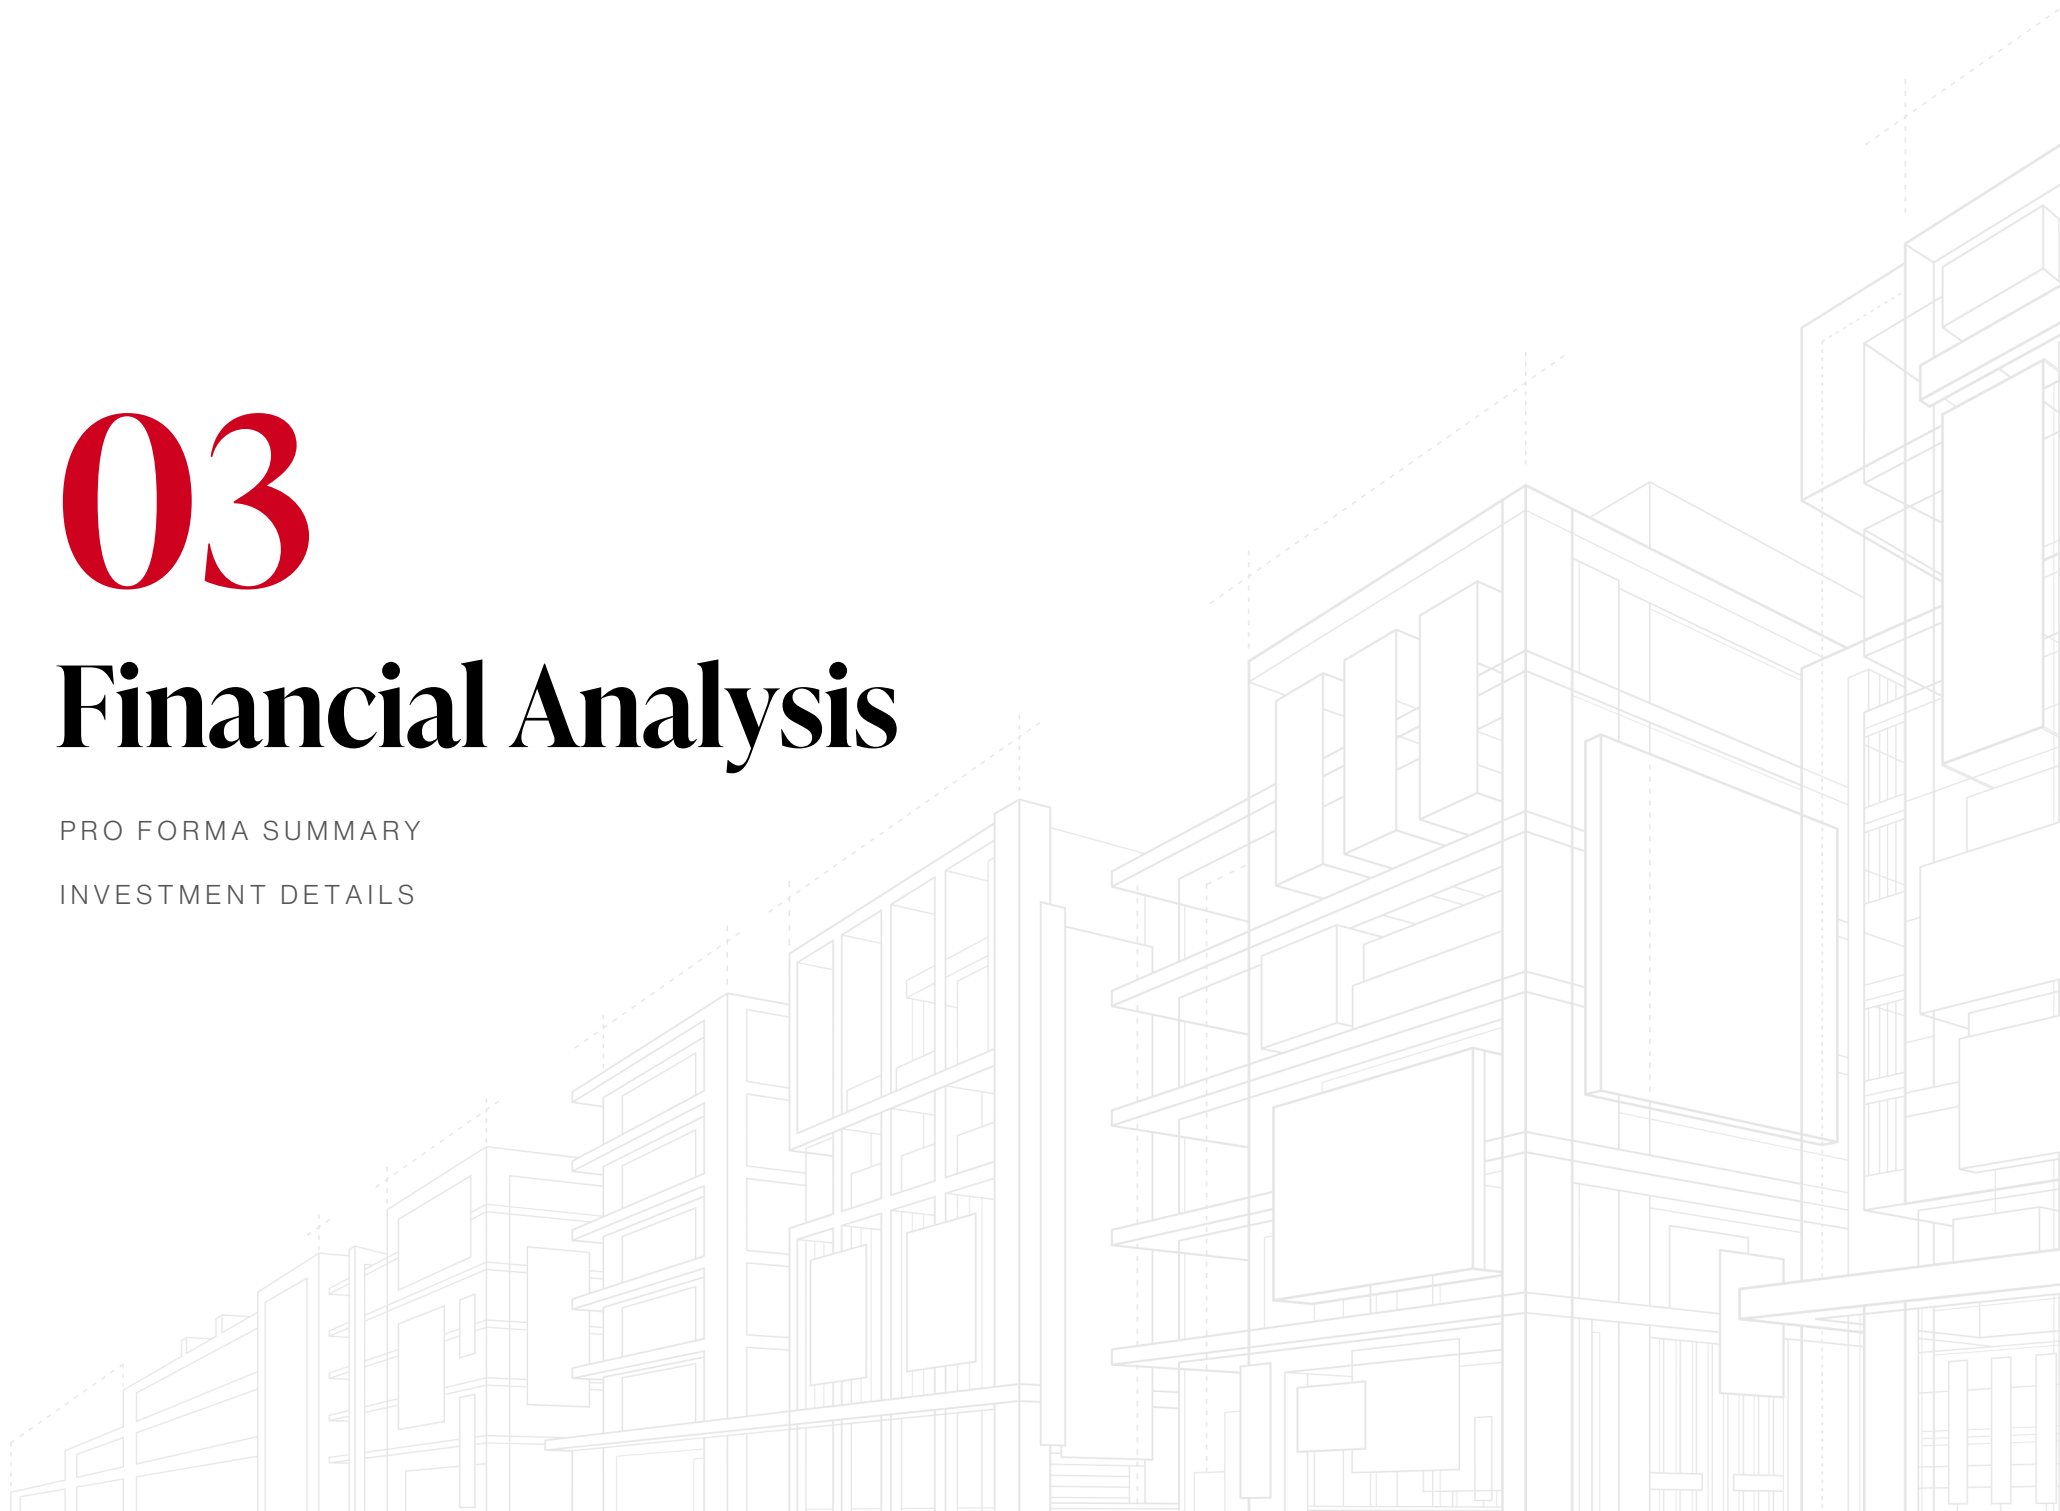 03
Financial Analysis
PRO FORMA SUMMARY
INVESTMENT DETAILS